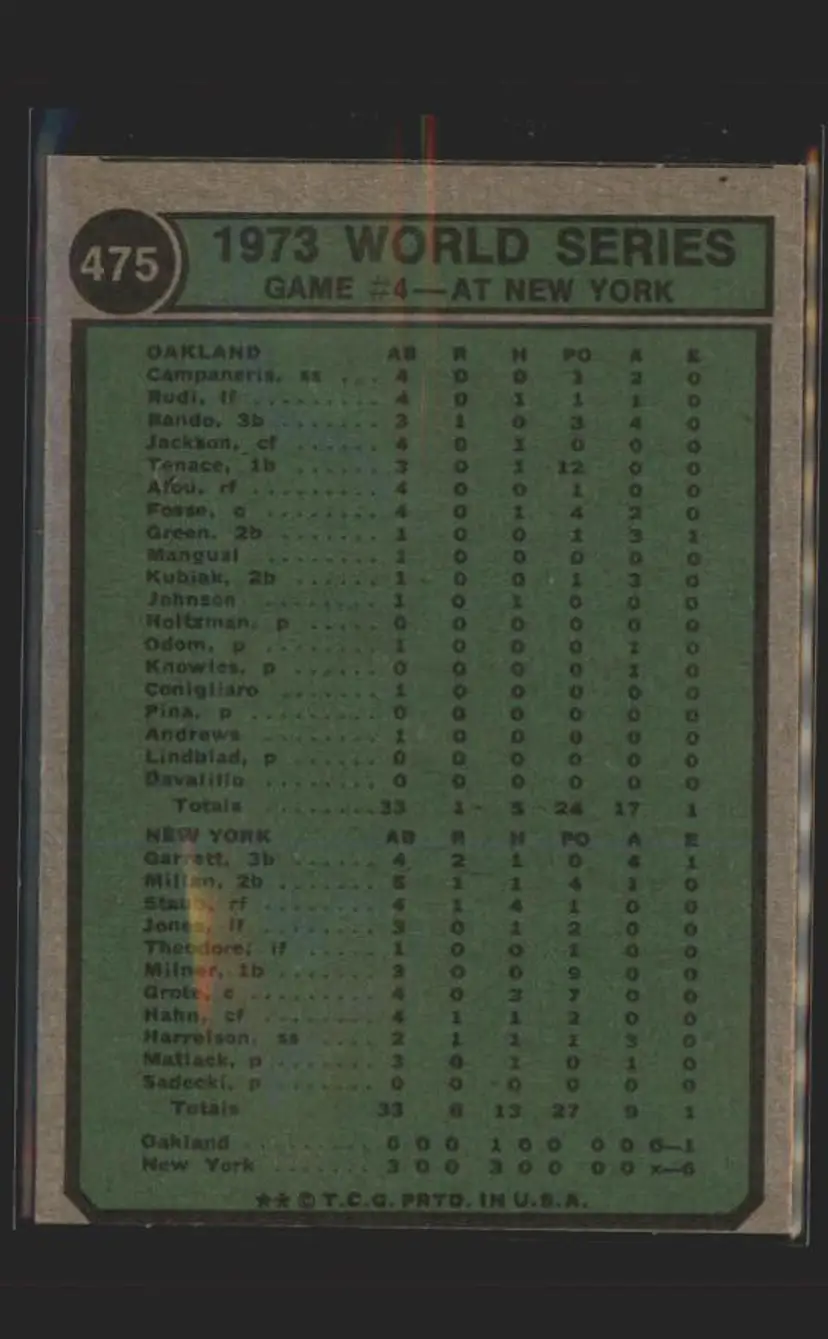 475
1973 WORLD SERIES
GAME #4—AT NEW YORK
OAKLAND AB R H PO A E
Campaneris, ss ... 4 0 0 1 2 0
Rudi, lf ......... 4 0 1 1 1 0
Bando, 3b ........ 3 1 0 3 4 0
Jackson, cf ...... 4 0 1 0 0 0
Tenace, 1b ....... 3 0 1 12 0 0
Alou, rf ......... 4 0 0 1 0 0
Fosse, c ......... 4 0 1 4 2 0
Green, 2b ........ 1 0 0 1 3 1
Mangual ........ 1 0 0 0 0 0
Kubiak, 2b ...... 1 0 0 1 3 0
Johnson ........ 1 0 1 0 0 0
Holtzman, p ..... 0 0 0 0 0 0
Odom, p ......... 1 0 0 0 1 0
Knowles, p ...... 0 0 0 0 1 0
Conigliaro ....... 1 0 0 0 0 0
Pina, p ......... 0 0 0 0 0 0
Andrews ........ 1 0 0 0 0 0
Lindblad, p ...... 0 0 0 0 0 0
Davalillo ........ 0 0 0 0 0 0
Totals ........ 33 1 5 24 17 1
NEW YORK AB R H PO A E
Garrett, 3b ...... 4 2 1 0 4 1
Millan, 2b ....... 5 1 1 4 1 0
Staub, rf ........ 4 1 4 1 0 0
Jones, lf ........ 3 0 1 2 0 0
Theodore, lf ..... 1 0 0 1 0 0
Milner, 1b ....... 3 0 0 9 0 0
Grote, c ......... 4 0 3 7 0 0
Hahn, cf ........ 4 1 1 2 0 0
Harrelson, ss .... 2 1 1 1 3 0
Matlack, p ....... 3 0 1 0 1 0
Sadecki, p ....... 0 0 0 0 0 0
Totals ........ 33 6 13 27 9 1
Oakland ........ 0 0 0 1 0 0 0 0 0—1
New York ....... 3 0 0 3 0 0 0 0 x—6
★★ © T.C.G. PRTD. IN U.S.A.